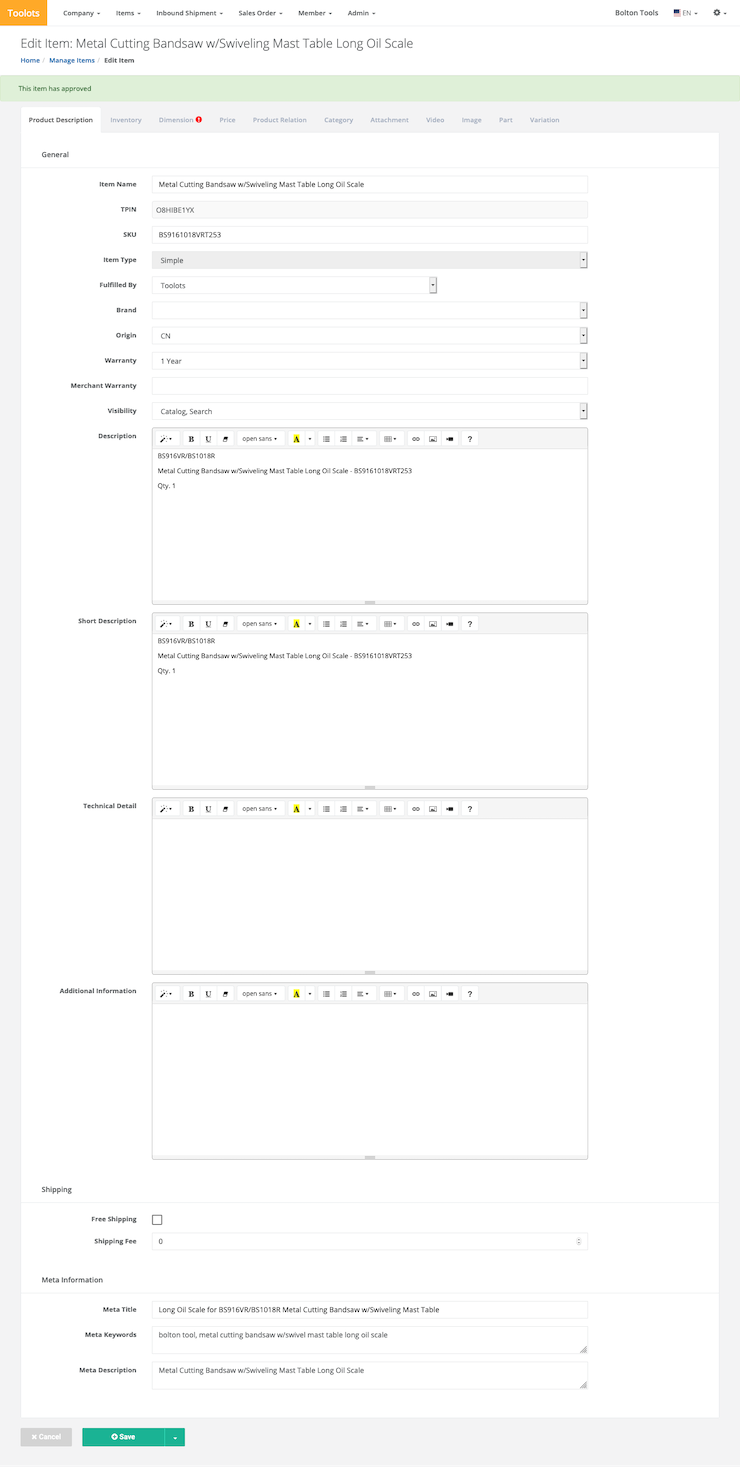 Toolots Company Items Inbound Shipment Sales Order Member Admin Bolton Tools EN
Edit Item: Metal Cutting Bandsaw w/Swiveling Mast Table Long Oil Scale
Home / Manage Items / Edit Item
This item has approved
Product Description Inventory Dimension Price Product Relation Category Attachment Video Image Part Variation
General
Item Name Metal Cutting Bandsaw w/Swiveling Mast Table Long Oil Scale
TPIN O8HIBE1YX
SKU BS9161018VRT253
Item Type Simple
Fulfilled By Toolots
Brand
Origin CN
Warranty 1 Year
Merchant Warranty
Visibility Catalog, Search
Description
B U open sans A ?
BS916VR/BS1018R
Metal Cutting Bandsaw w/Swiveling Mast Table Long Oil Scale - BS9161018VRT253
Qty. 1
Short Description
B U open sans A ?
BS916VR/BS1018R
Metal Cutting Bandsaw w/Swiveling Mast Table Long Oil Scale - BS9161018VRT253
Qty. 1
Technical Detail
B U open sans A ?
Additional Information
B U open sans A ?
Shipping
Free Shipping
Shipping Fee 0
Meta Information
Meta Title Long Oil Scale for BS916VR/BS1018R Metal Cutting Bandsaw w/Swiveling Mast Table
Meta Keywords bolton tool, metal cutting bandsaw w/swivel mast table long oil scale
Meta Description Metal Cutting Bandsaw w/Swiveling Mast Table Long Oil Scale
Cancel Save